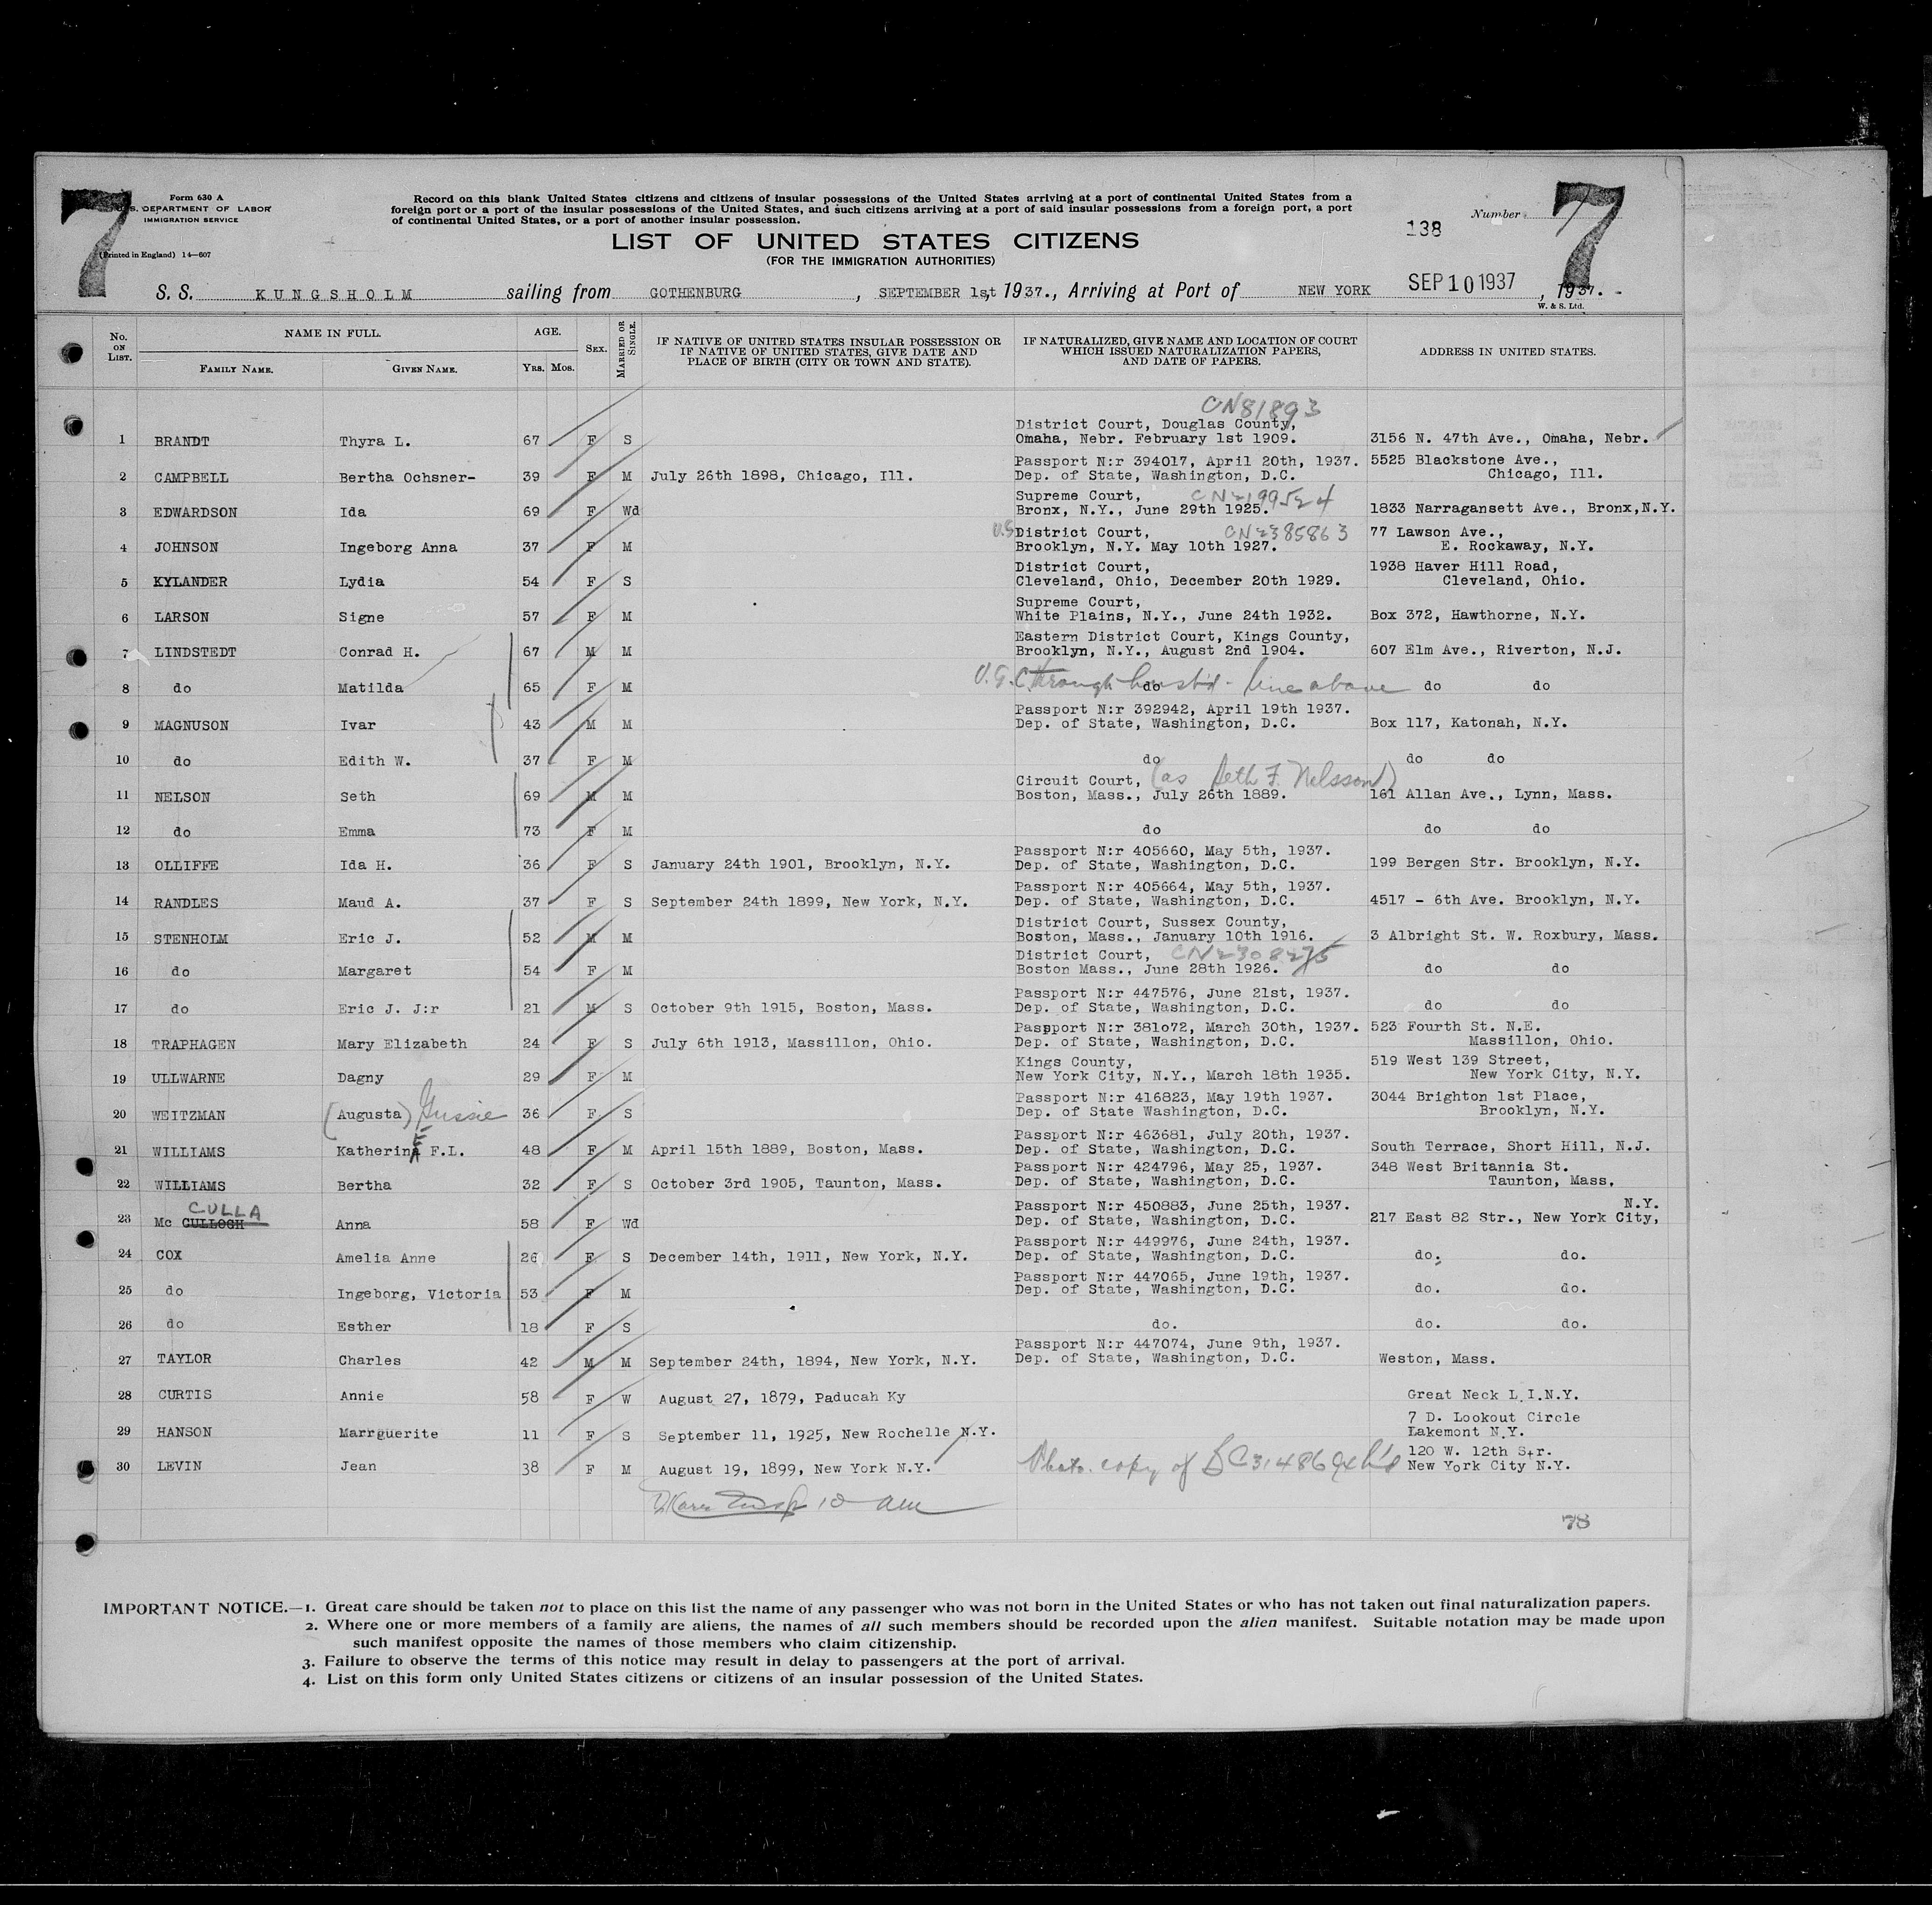 7
Form 630 A
U.S. DEPARTMENT OF LABOR
IMMIGRATION SERVICE
(Printed in England) 14—607
Record on this blank United States citizens and citizens of insular possessions of the United States arriving at a port of continental United States from a
foreign port or a port of the insular possessions of the United States, and such citizens arriving at a port of said insular possessions from a foreign port, a port
of continental United States, or a port of another insular possession.
LIST OF UNITED STATES CITIZENS
(FOR THE IMMIGRATION AUTHORITIES)
138
Number
7
S. S. KUNGSHOLM sailing from GOTHENBURG, SEPTEMBER 1st, 1937., Arriving at Port of NEW YORK SEP 10 1937, 1937.
W. & S. Ltd.
No. ON LIST. NAME IN FULL. FAMILY NAME. GIVEN NAME. AGE. YRS. MOS. SEX. MARRIED OR SINGLE. IF NATIVE OF UNITED STATES INSULAR POSSESSION OR IF NATIVE OF UNITED STATES, GIVE DATE AND PLACE OF BIRTH (CITY OR TOWN AND STATE). IF NATURALIZED, GIVE NAME AND LOCATION OF COURT WHICH ISSUED NATURALIZATION PAPERS, AND DATE OF PAPERS. ADDRESS IN UNITED STATES.
CN81893
District Court, Douglas County,
1 BRANDT Thyra L. 67 F S Omaha, Nebr. February 1st 1909. 3156 N. 47th Ave., Omaha, Nebr.
Passport N:r 394017, April 20th, 1937. 5525 Blackstone Ave.,
2 CAMPBELL Bertha Ochsner- 39 F M July 26th 1898, Chicago, Ill. Dep. of State, Washington, D.C. Chicago, Ill.
Supreme Court, CN2199524
3 EDWARDSON Ida 69 F Wd Bronx, N.Y., June 29th 1925. 1833 Narragansett Ave., Bronx,N.Y.
U.S. District Court, CN2385863 77 Lawson Ave.,
4 JOHNSON Ingeborg Anna 37 F M Brooklyn, N.Y. May 10th 1927. E. Rockaway, N.Y.
District Court, 1938 Haver Hill Road,
5 KYLANDER Lydia 54 F S Cleveland, Ohio, December 20th 1929. Cleveland, Ohio.
Supreme Court,
6 LARSON Signe 57 F M White Plains, N.Y., June 24th 1932. Box 372, Hawthorne, N.Y.
Eastern District Court, Kings County,
7 LINDSTEDT Conrad H. 67 M M Brooklyn, N.Y., August 2nd 1904. 607 Elm Ave., Riverton, N.J.
8 do Matilda 65 F M U.S.C. through husb'd - line above do do do
Passport N:r 392942, April 19th 1937.
9 MAGNUSON Ivar 43 M M Dep. of State, Washington, D.C. Box 117, Katonah, N.Y.
10 do Edith W. 37 F M do do do
Circuit Court, (as Seth F. Nelsson)
11 NELSON Seth 69 M M Boston, Mass., July 26th 1889. 161 Allan Ave., Lynn, Mass.
12 do Emma 73 F M do do do
Passport N:r 405660, May 5th, 1937.
13 OLLIFFE Ida H. 36 F S January 24th 1901, Brooklyn, N.Y. Dep. of State, Washington, D.C. 199 Bergen Str. Brooklyn, N.Y.
Passport N:r 405664, May 5th, 1937.
14 RANDLES Maud A. 37 F S September 24th 1899, New York, N.Y. Dep. of State, Washington, D.C. 4517 - 6th Ave. Brooklyn, N.Y.
District Court, Sussex County,
15 STENHOLM Eric J. 52 M M Boston, Mass., January 10th 1916. 3 Albright St. W. Roxbury, Mass.
District Court, CN2308275
16 do Margaret 54 F M Boston Mass., June 28th 1926. do do
Passport N:r 447576, June 21st, 1937.
17 do Eric J. J:r 21 M S October 9th 1915, Boston, Mass. Dep. of State, Washington, D.C. do do
Passport N:r 381o72, March 30th, 1937. 523 Fourth St. N.E.
18 TRAPHAGEN Mary Elizabeth 24 F S July 6th 1913, Massillon, Ohio. Dep. of State, Washington, D.C. Massillon, Ohio.
Kings County, 519 West 139 Street,
19 ULLWARNE Dagny 29 F M New York City, N.Y., March 18th 1935. New York City, N.Y.
Passport N:r 416823, May 19th 1937. 3044 Brighton 1st Place,
20 WEITZMAN (Augusta) Gussie 36 F S Dep. of State Washington, D.C. Brooklyn, N.Y.
Passport N:r 463681, July 20th, 1937.
21 WILLIAMS Katherine F.L. 48 F M April 15th 1889, Boston, Mass. Dep. of State, Washington, D.C. South Terrace, Short Hill, N.J.
Passport N:r 424796, May 25, 1937. 348 West Britannia St.
22 WILLIAMS Bertha 32 F S October 3rd 1905, Taunton, Mass. Dep. of State, Washington, D.C. Taunton, Mass.
CULLA Passport N:r 450883, June 25th, 1937. N.Y.
23 Mc CULLOGH Anna 58 F Wd Dep. of State, Washington, D.C. 217 East 82 Str., New York City,
Passport N:r 449976, June 24th, 1937.
24 COX Amelia Anne 26 F S December 14th, 1911, New York, N.Y. Dep. of State, Washington, D.C. do. do.
Passport N:r 447065, June 19th, 1937.
25 do Ingeborg, Victoria 53 F M Dep. of State, Washington, D.C. do. do.
26 do Esther 18 F S do. do. do.
Passport N:r 447074, June 9th, 1937.
27 TAYLOR Charles 42 M M September 24th, 1894, New York, N.Y. Dep. of State, Washington, D.C. Weston, Mass.
28 CURTIS Annie 58 F W August 27, 1879, Paducah Ky Great Neck L.I.N.Y.
7 D. Lookout Circle
29 HANSON Marrguerite 11 F S September 11, 1925, New Rochelle N.Y. Lakemont N.Y.
120 W. 12th Str.
30 LEVIN Jean 38 F M August 19, 1899, New York N.Y. Photo. copy of BC 31486 Exh'd New York City N.Y.
10 am
78
IMPORTANT NOTICE.—1. Great care should be taken not to place on this list the name of any passenger who was not born in the United States or who has not taken out final naturalization papers.
2. Where one or more members of a family are aliens, the names of all such members should be recorded upon the alien manifest. Suitable notation may be made upon
such manifest opposite the names of those members who claim citizenship.
3. Failure to observe the terms of this notice may result in delay to passengers at the port of arrival.
4. List on this form only United States citizens or citizens of an insular possession of the United States.